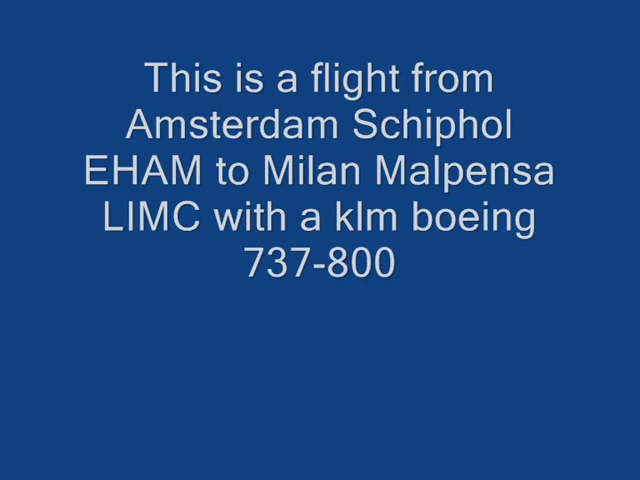 This is a flight from
Amsterdam Schiphol
EHAM to Milan Malpensa
LIMC with a klm boeing
737-800